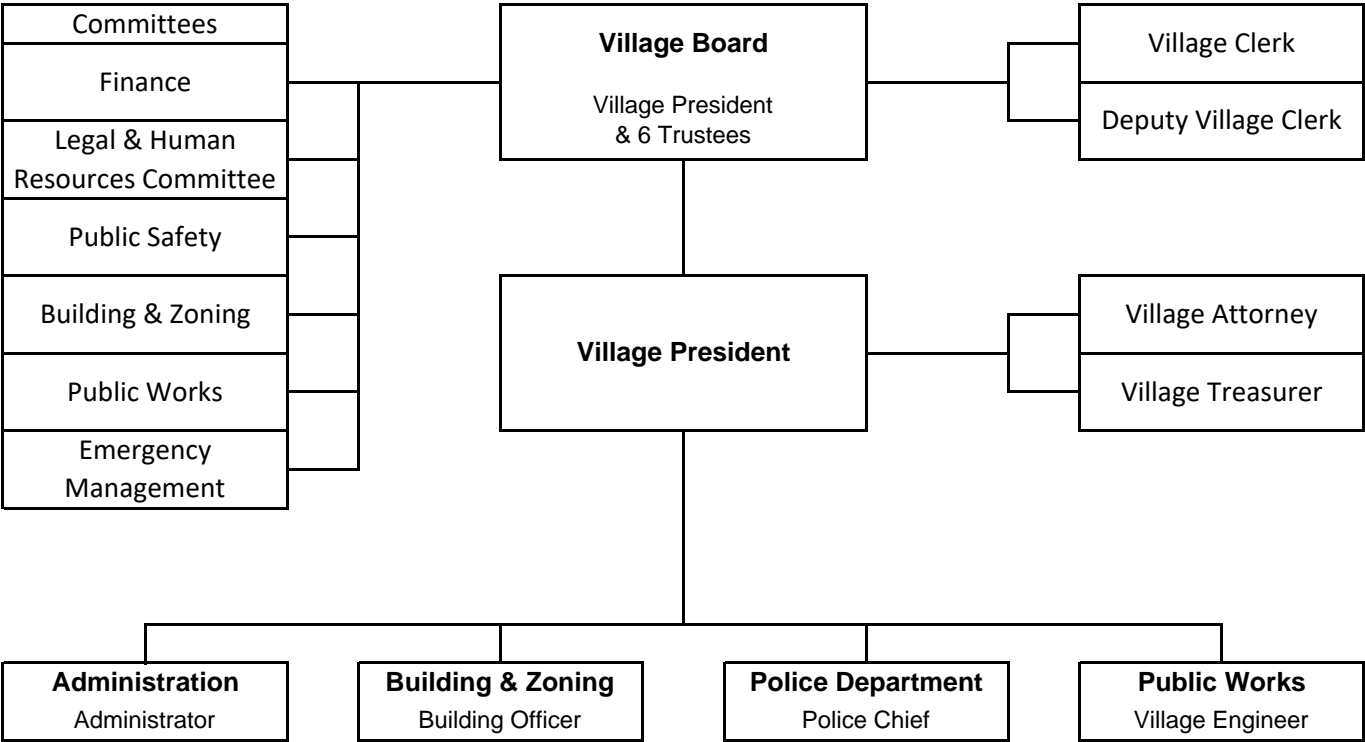 Committees
Finance
Legal & Human
Resources Committee
Public Safety
Building & Zoning
Public Works
Emergency
Management
Village Board
Village President
& 6 Trustees
Village Clerk
Deputy Village Clerk
Village President
Village Attorney
Village Treasurer
Administration
Administrator
Building & Zoning
Building Officer
Police Department
Police Chief
Public Works
Village Engineer